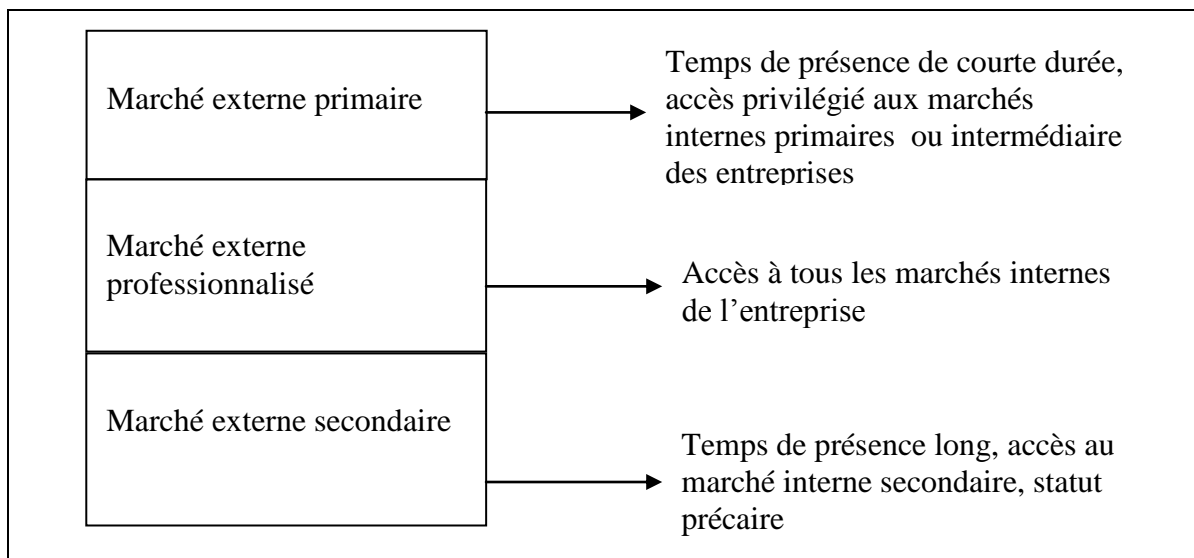 Marché externe primaire
Temps de présence de courte durée,
accès privilégié aux marchés
internes primaires ou intermédiaire
des entreprises
Marché externe
professionnalisé
Accès à tous les marchés internes
de l’entreprise
Marché externe secondaire
Temps de présence long, accès au
marché interne secondaire, statut
précaire